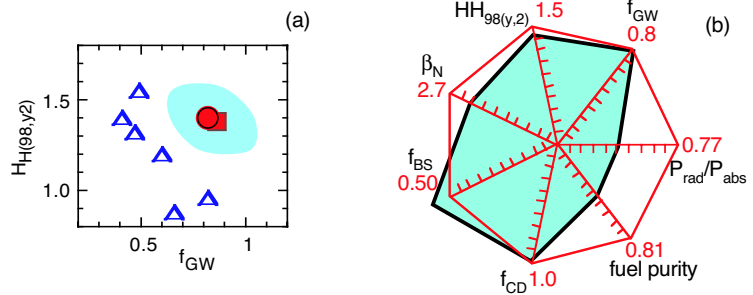 (a)
H_H(98,y2)
1.5
1.0
0.5
1
f_GW
(b)
HH_98(y,2)
1.5
f_GW
0.8
β_N
2.7
0.77
P_rad/P_abs
f_BS
0.50
0.81
fuel purity
f_CD
1.0